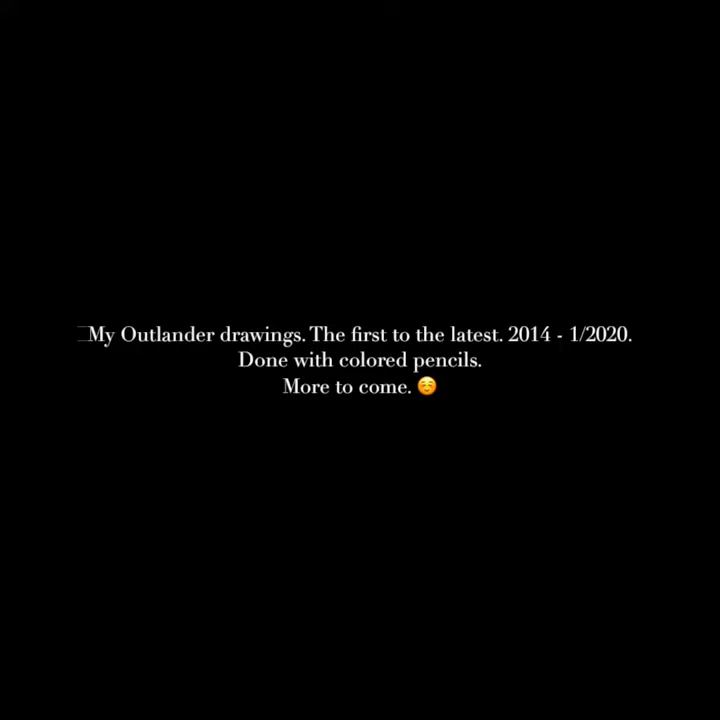 My Outlander drawings. The first to the latest. 2014 - 1/2020.
Done with colored pencils.
More to come. ☺️